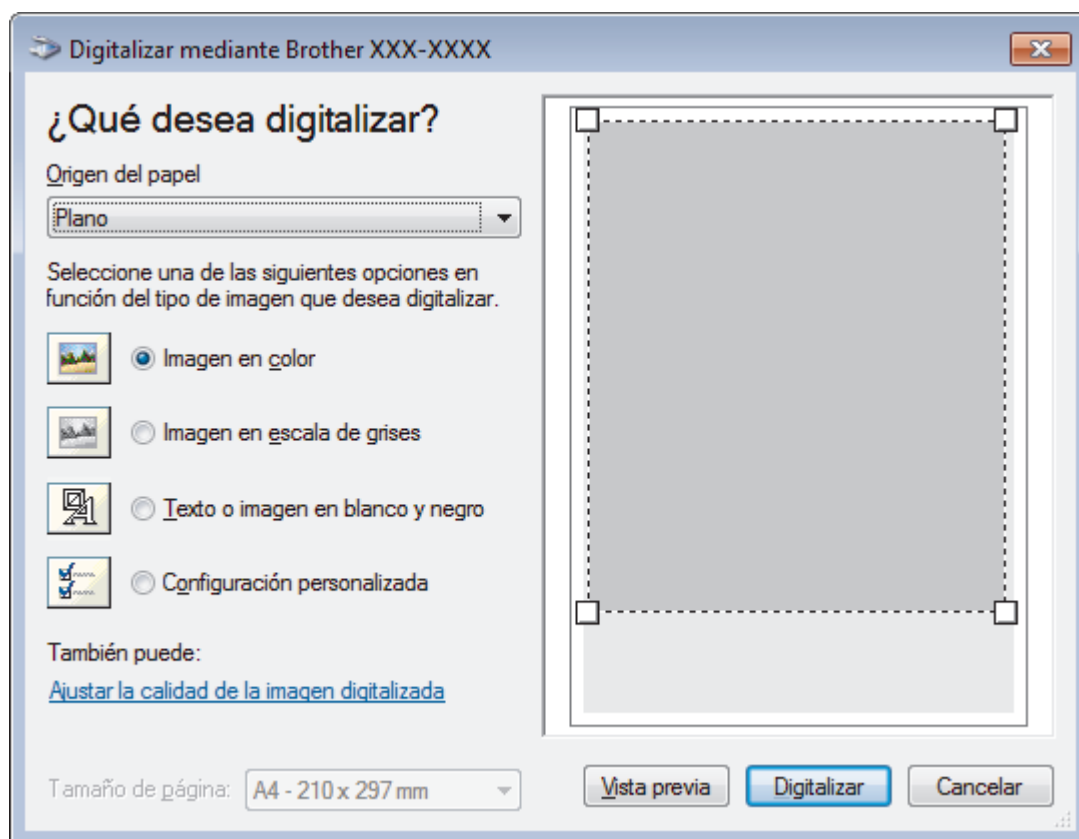 Digitalizar mediante Brother XXX-XXXX
¿Qué desea digitalizar?
Origen del papel
Plano
Seleccione una de las siguientes opciones en
función del tipo de imagen que desea digitalizar.
Imagen en color
Imagen en escala de grises
Texto o imagen en blanco y negro
Configuración personalizada
También puede:
Ajustar la calidad de la imagen digitalizada
Tamaño de página: A4 - 210 x 297 mm
Vista previa Digitalizar Cancelar